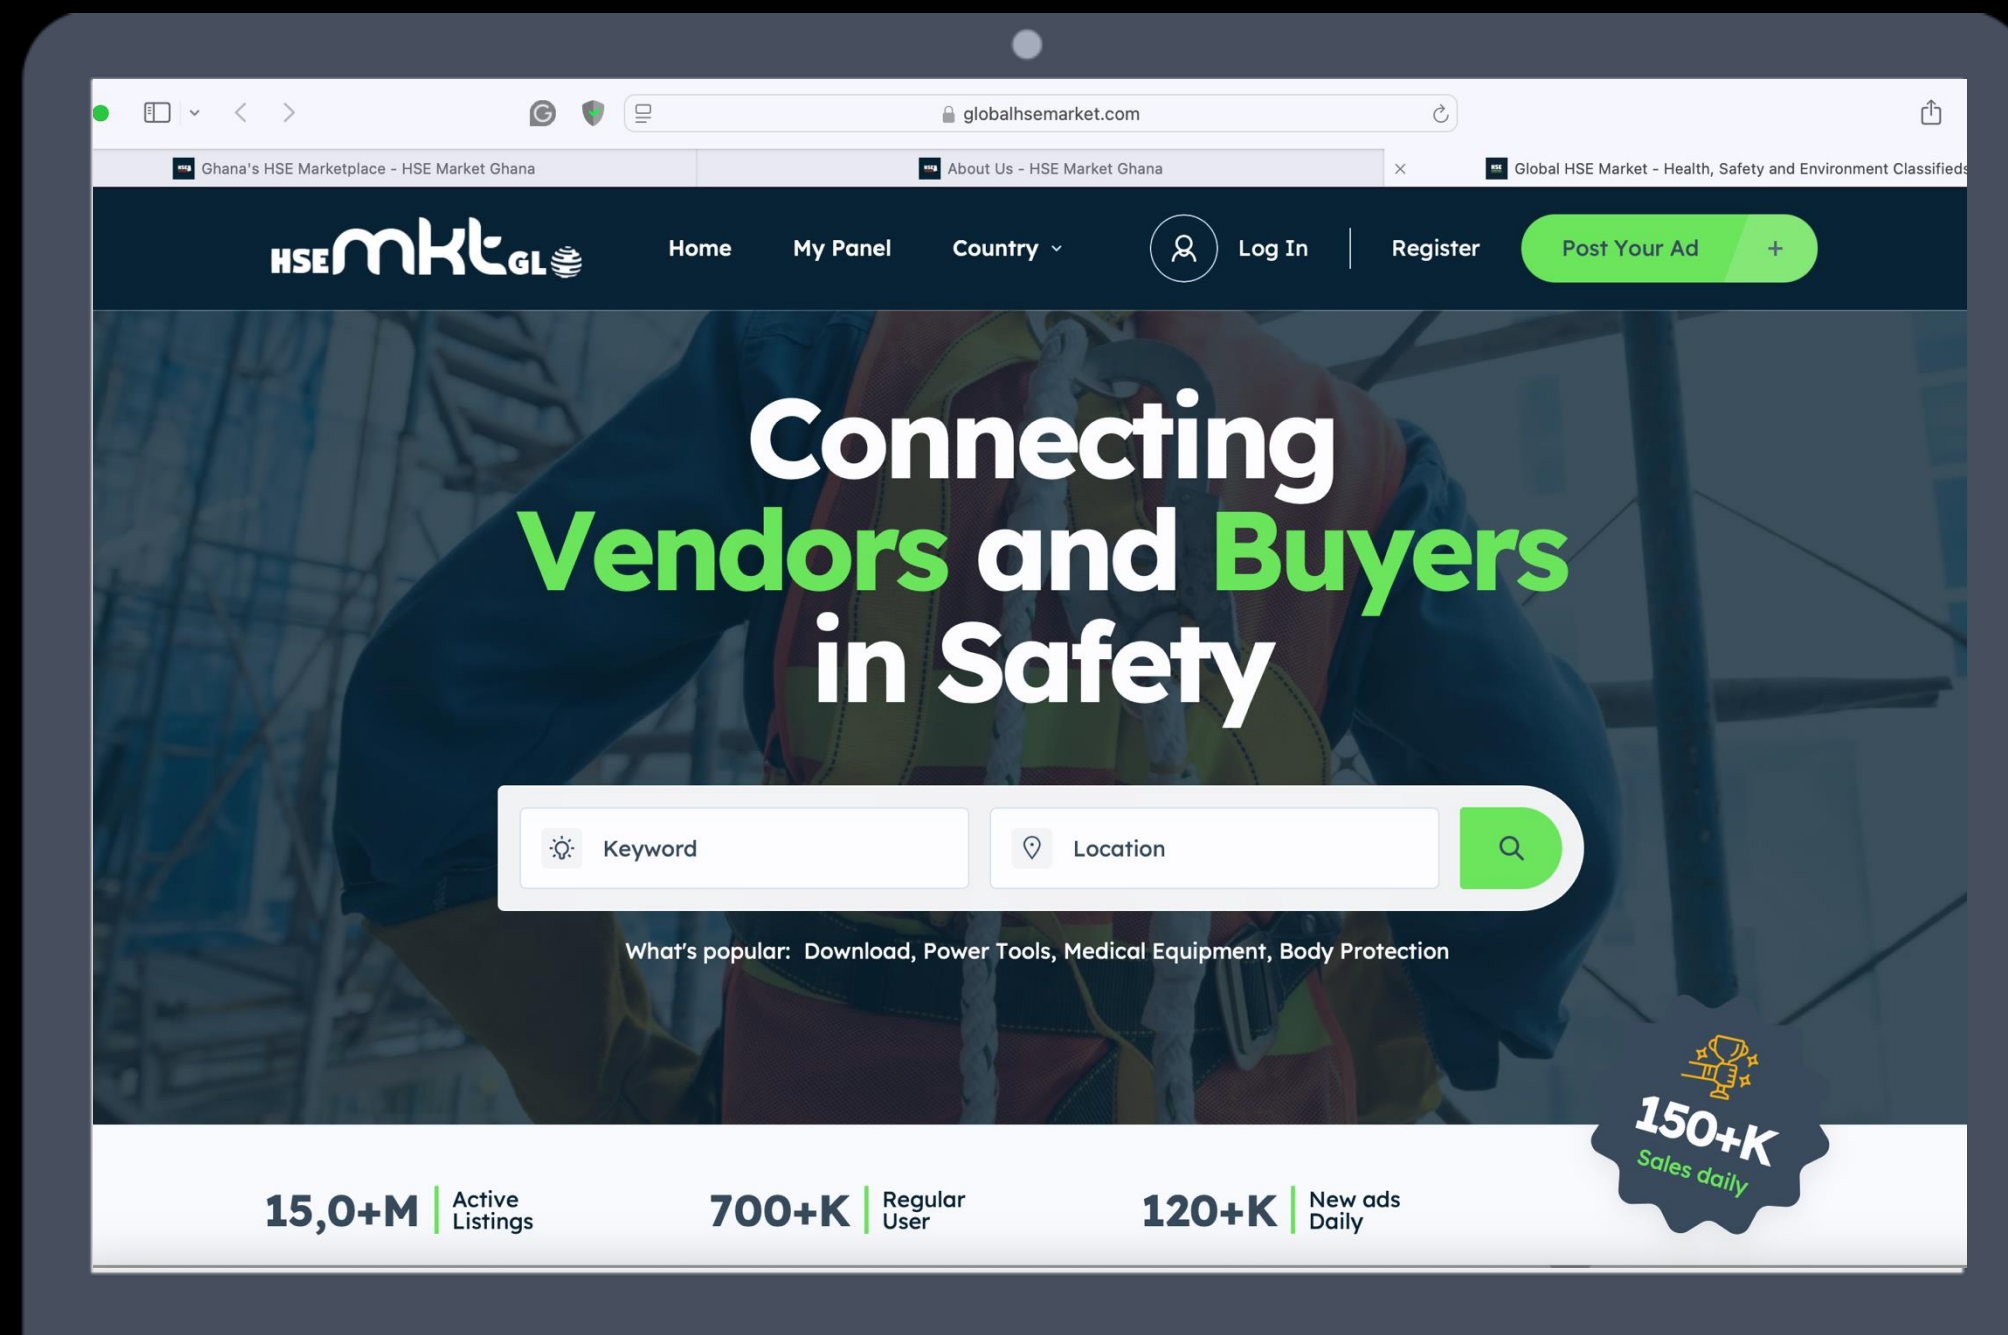 globalhsemarket.com
Ghana's HSE Marketplace - HSE Market Ghana
About Us - HSE Market Ghana
Global HSE Market - Health, Safety and Environment Classifieds
HSE mkt GL
Home
My Panel
Country
Log In
Register
Post Your Ad +
Connecting
Vendors and Buyers
in Safety
Keyword
Location
What's popular: Download, Power Tools, Medical Equipment, Body Protection
150+K
Sales daily
15,0+M
Active
Listings
700+K
Regular
User
120+K
New ads
Daily